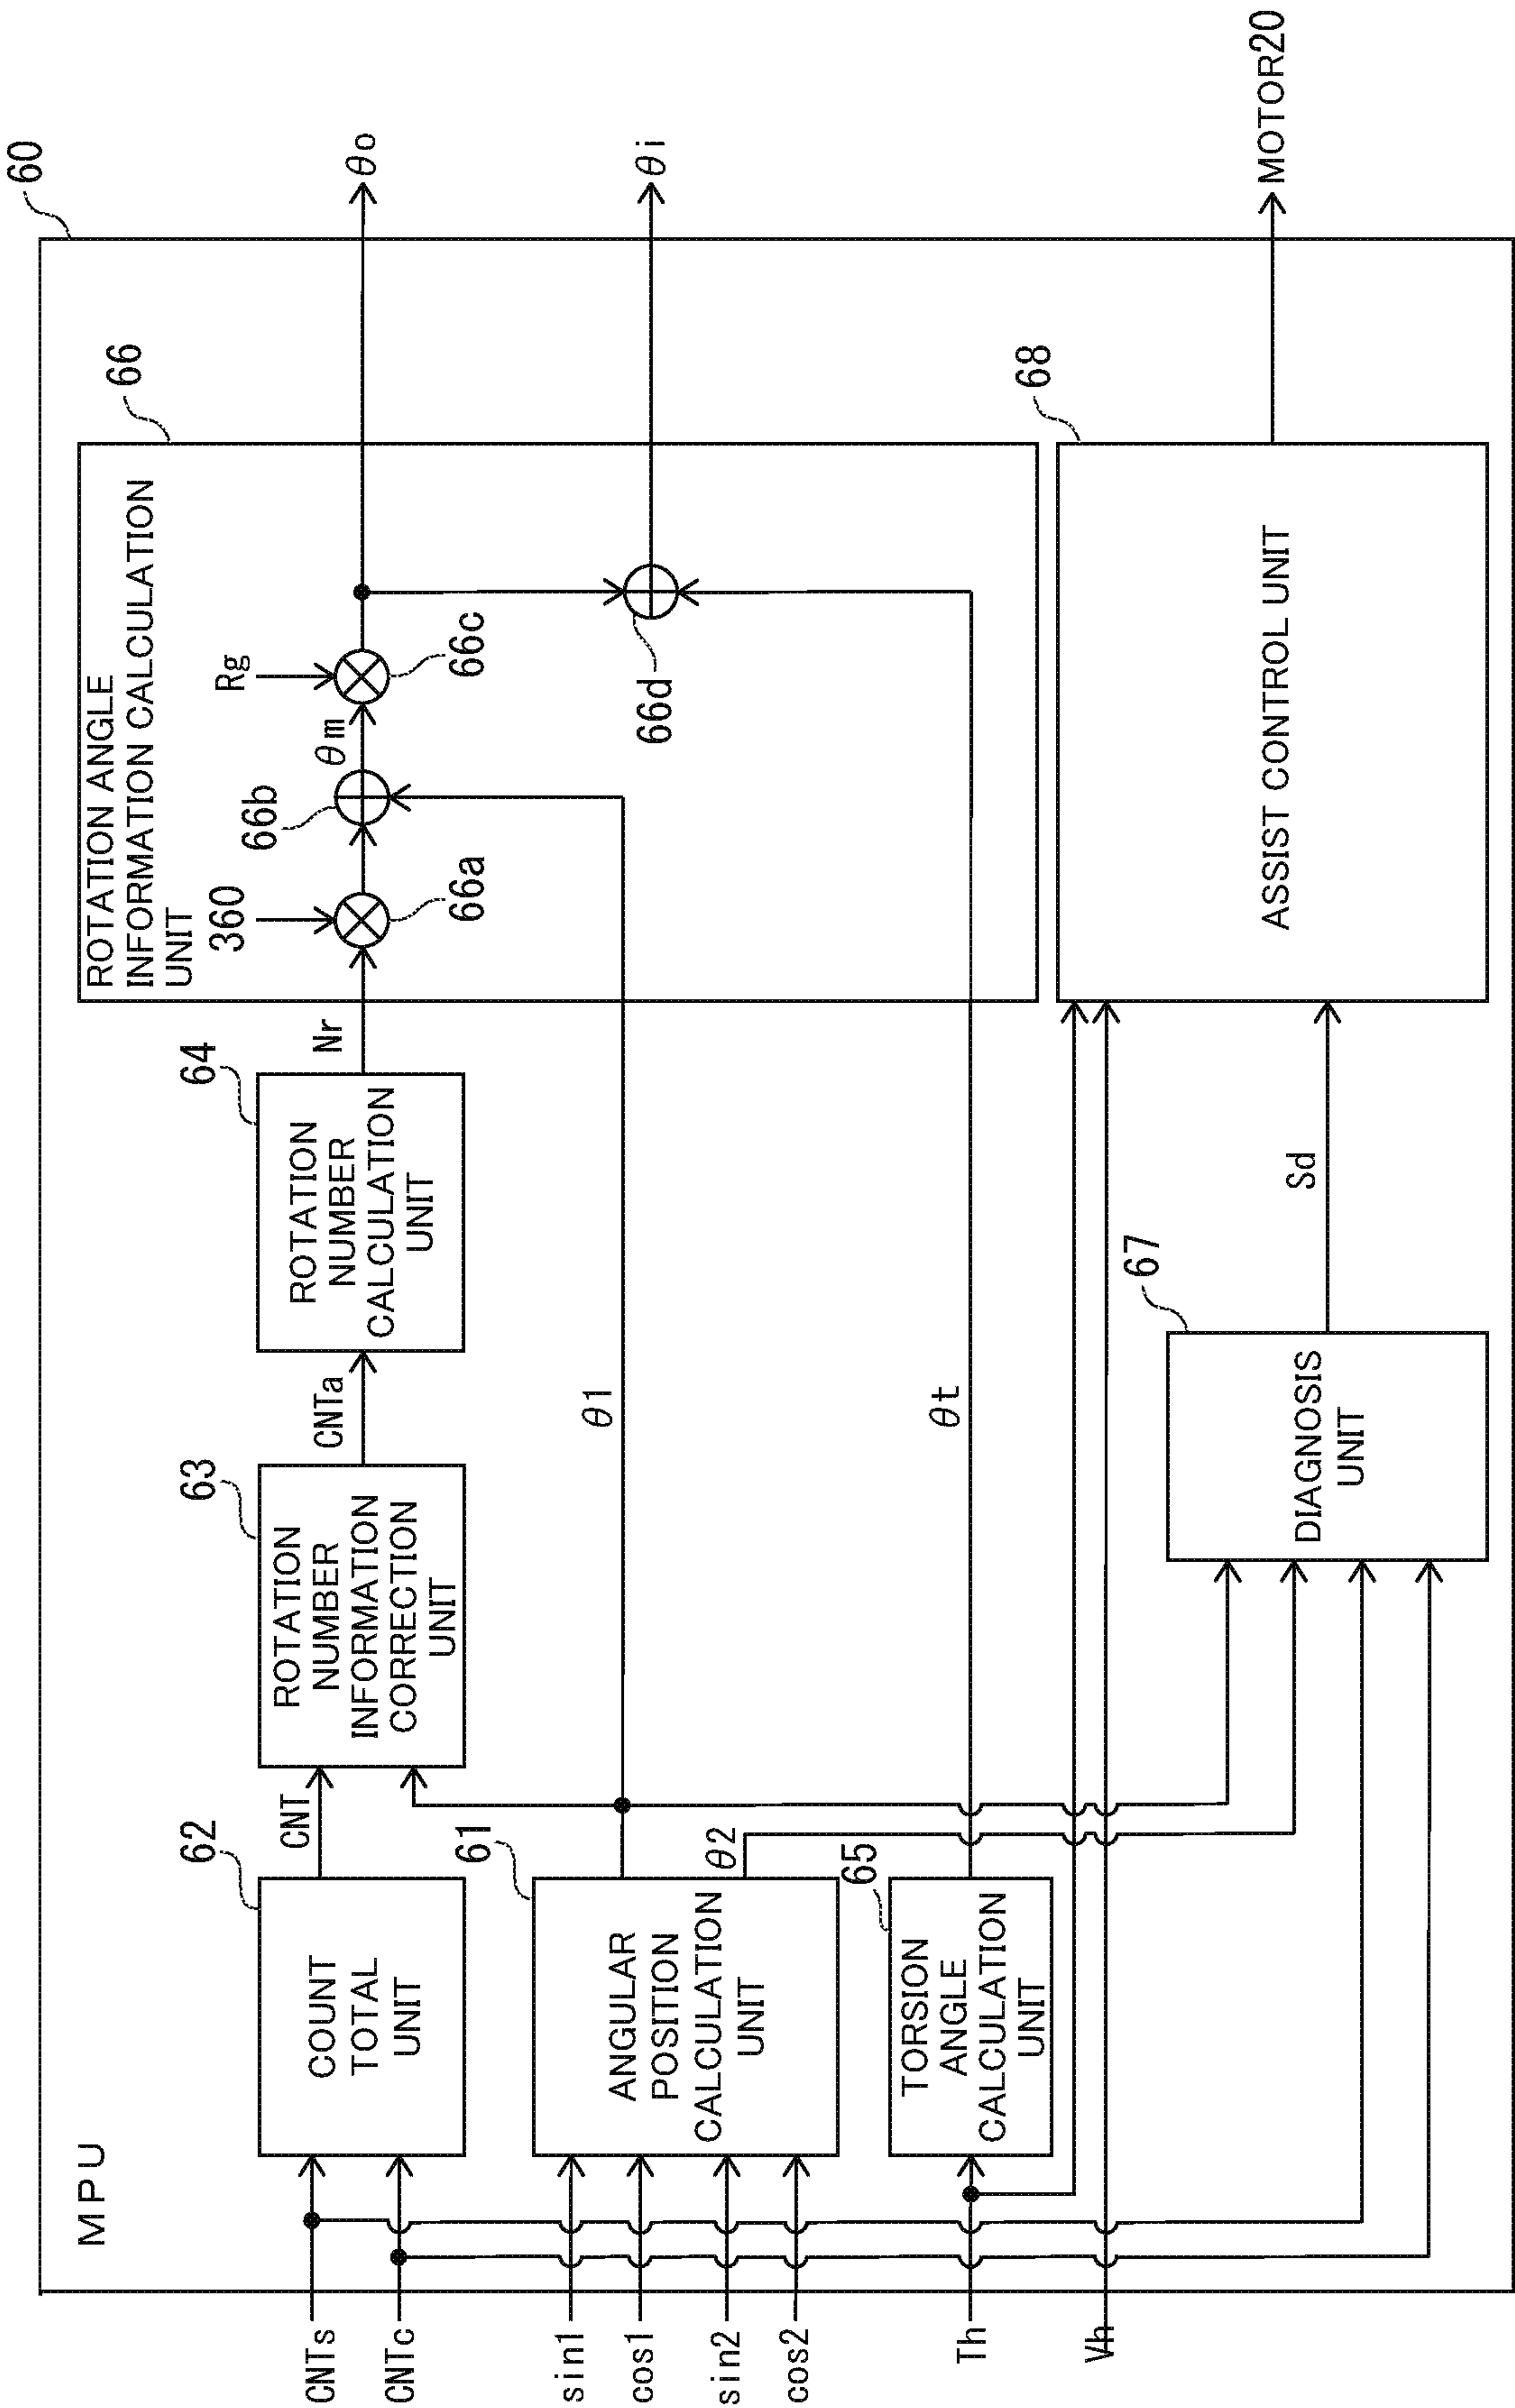 MPU
60
CNTs
CNTc
sin1
cos1
sin2
cos2
Th
Vh
62
COUNT
TOTAL
UNIT
CNT
61
ANGULAR
POSITION
CALCULATION
UNIT
θ2
65
TORSION
ANGLE
CALCULATION
UNIT
63
ROTATION
NUMBER
INFORMATION
CORRECTION
UNIT
CNTa
64
ROTATION
NUMBER
CALCULATION
UNIT
Nr
θ1
θt
67
DIAGNOSIS
UNIT
Sd
66
ROTATION ANGLE
INFORMATION CALCULATION
UNIT
360
66a
66b
θm
Rg
66c
66d
68
ASSIST CONTROL UNIT
θo
θi
MOTOR20